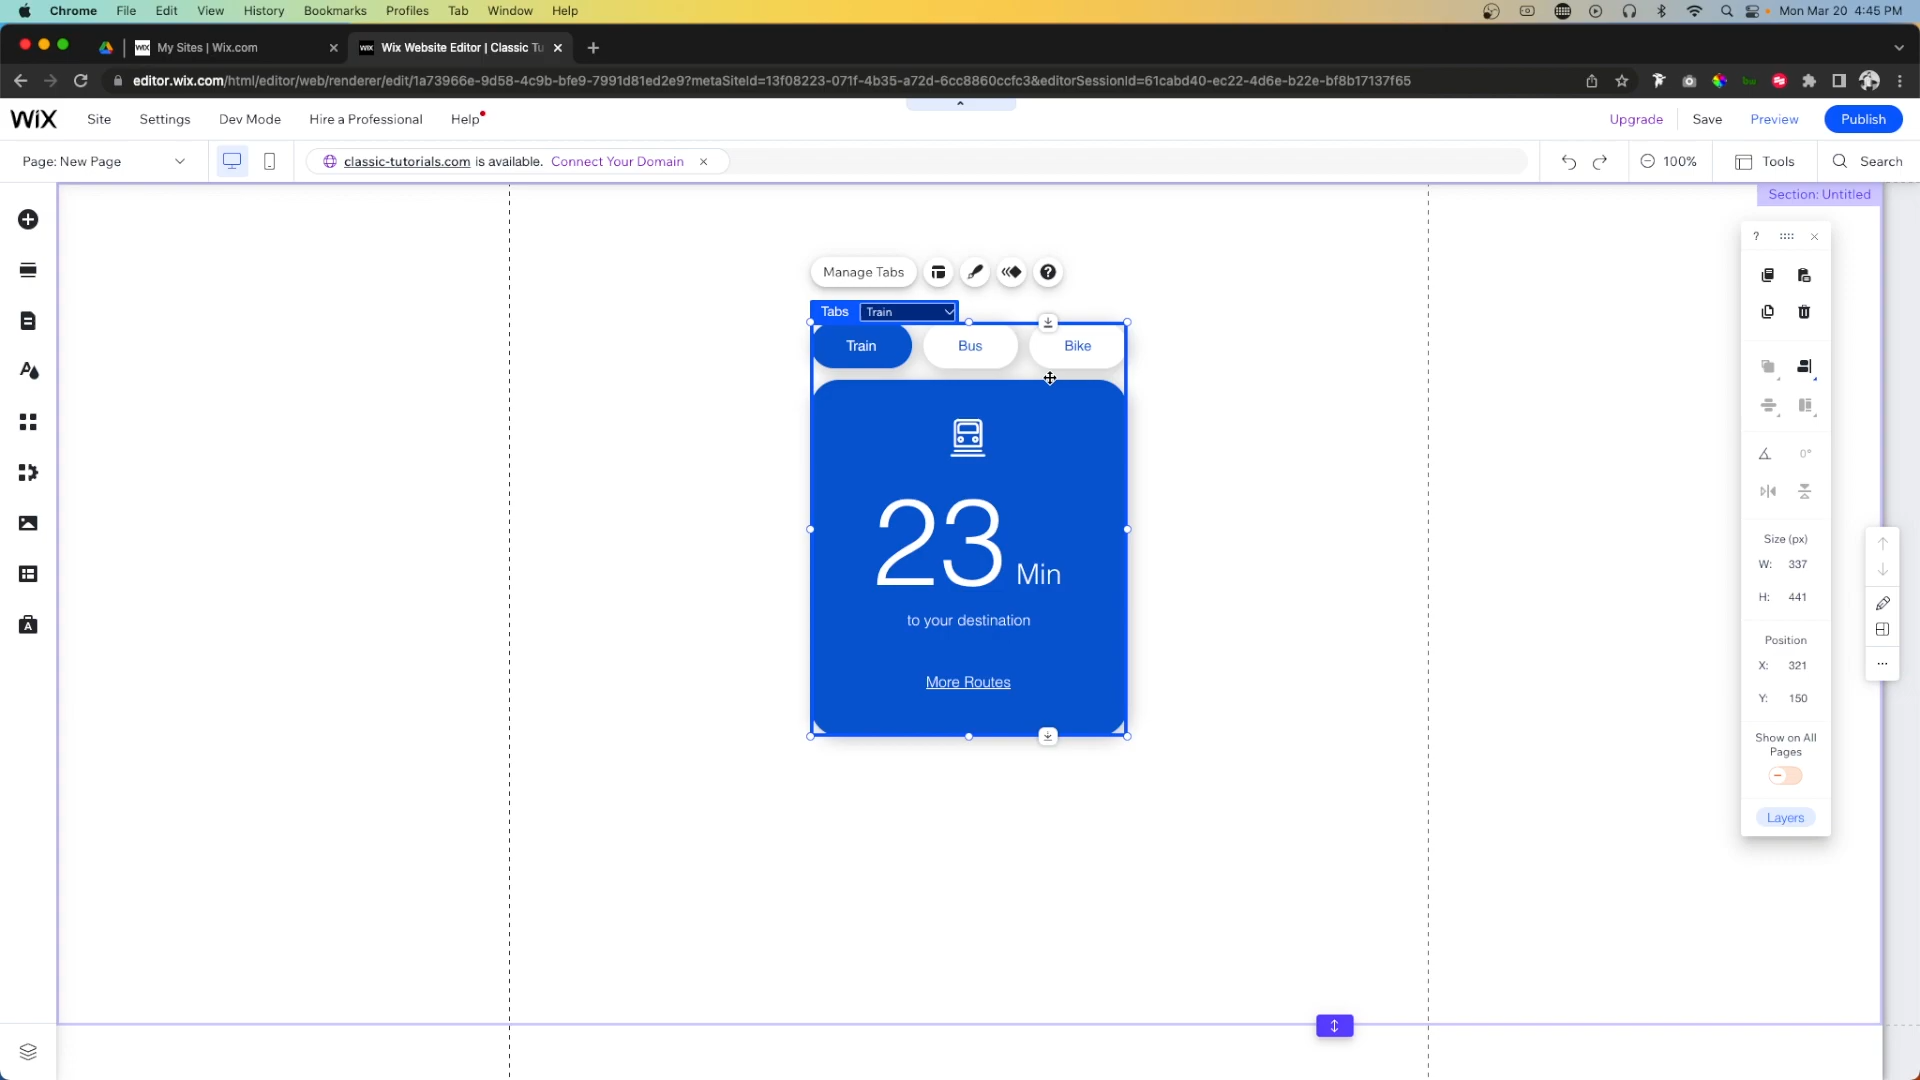 Chrome File Edit View History Bookmarks Profiles Tab Window Help Mon Mar 20 4:45 PM
WiX My Sites | Wix.com WiX Wix Website Editor | Classic Tu
editor.wix.com/html/editor/web/renderer/edit/1a73966e-9d58-4c9b-bfe9-7991d81ed2e9?metaSiteId=13f08223-071f-4b35-a72d-6cc8860ccfc3&editorSessionId=61cabd40-ec22-4d6e-b22e-bf8b17137f65
WiX Site Settings Dev Mode Hire a Professional Help Upgrade Save Preview Publish
Page: New Page classic-tutorials.com is available. Connect Your Domain 100% Tools Search
Section: Untitled
Manage Tabs
Tabs Train
Train Bus Bike
23 Min
to your destination
More Routes
0°
Size (px)
W: 337
H: 441
Position
X: 321
Y: 150
Show on All
Pages
Layers